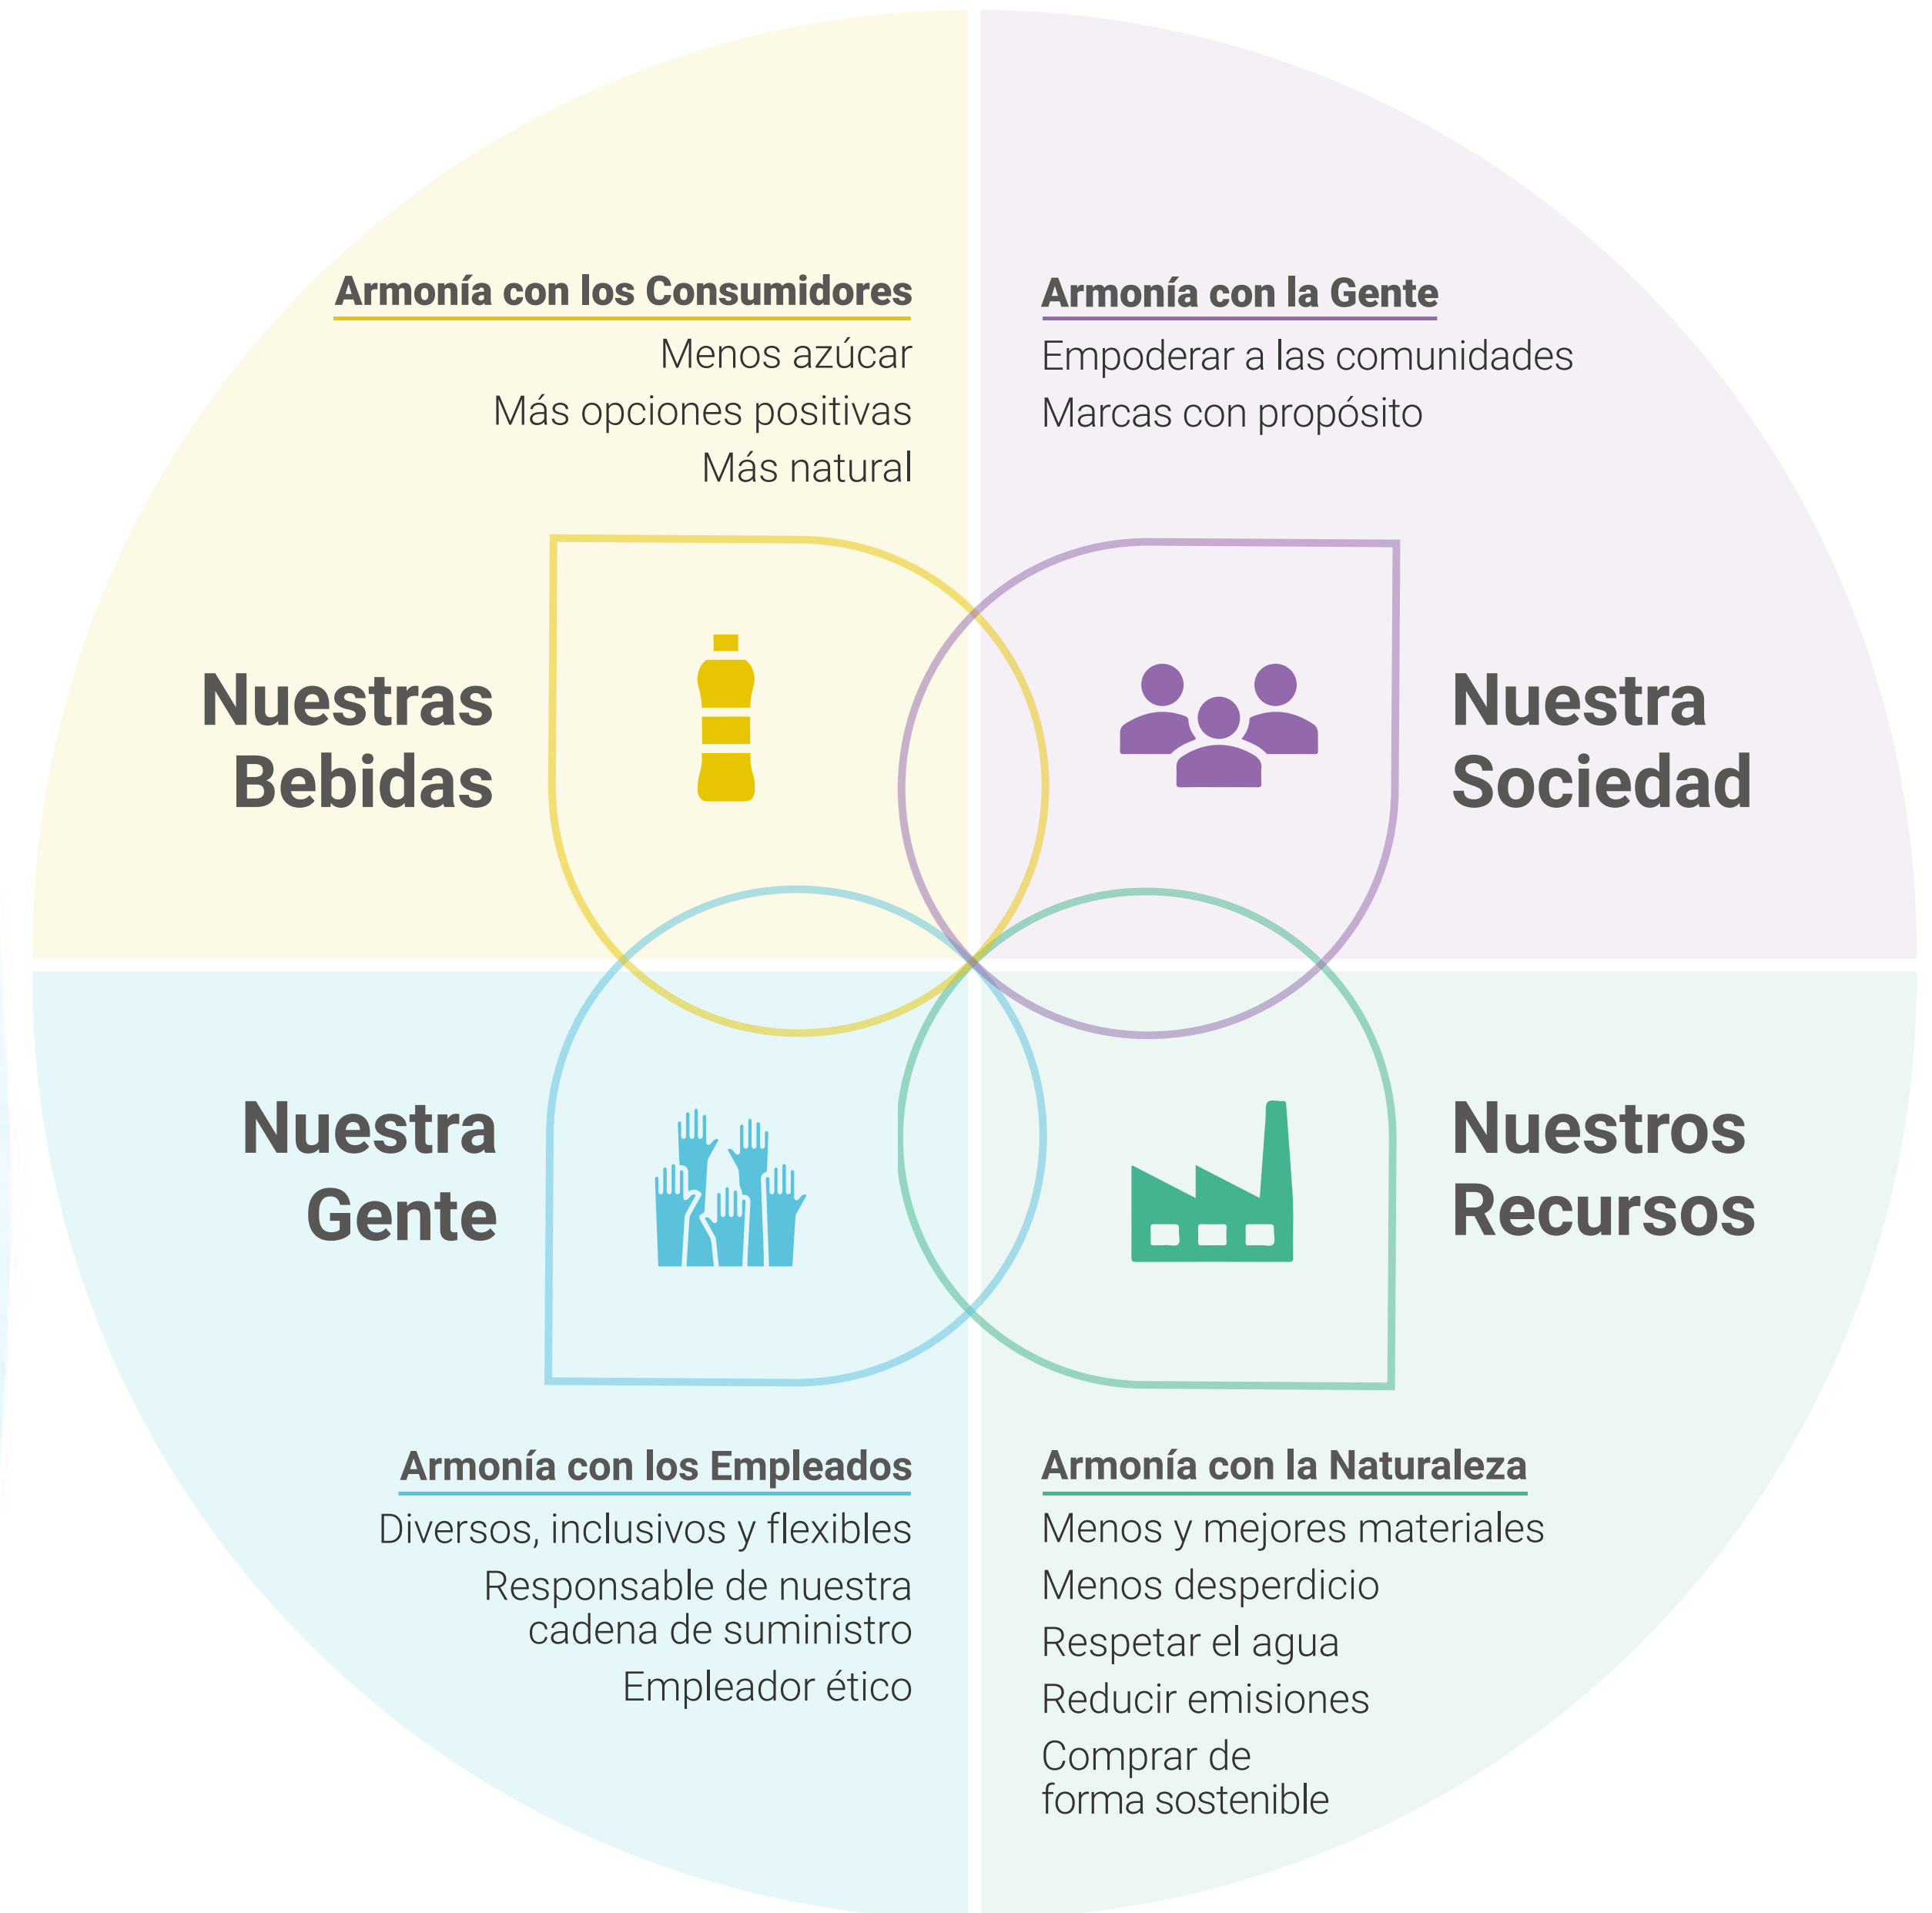 Armonía con los Consumidores
Menos azúcar
Más opciones positivas
Más natural
Nuestras
Bebidas
Armonía con la Gente
Empoderar a las comunidades
Marcas con propósito
Nuestra
Sociedad
Nuestra
Gente
Armonía con los Empleados
Diversos, inclusivos y flexibles
Responsable de nuestra
cadena de suministro
Empleador ético
Nuestros
Recursos
Armonía con la Naturaleza
Menos y mejores materiales
Menos desperdicio
Respetar el agua
Reducir emisiones
Comprar de
forma sostenible